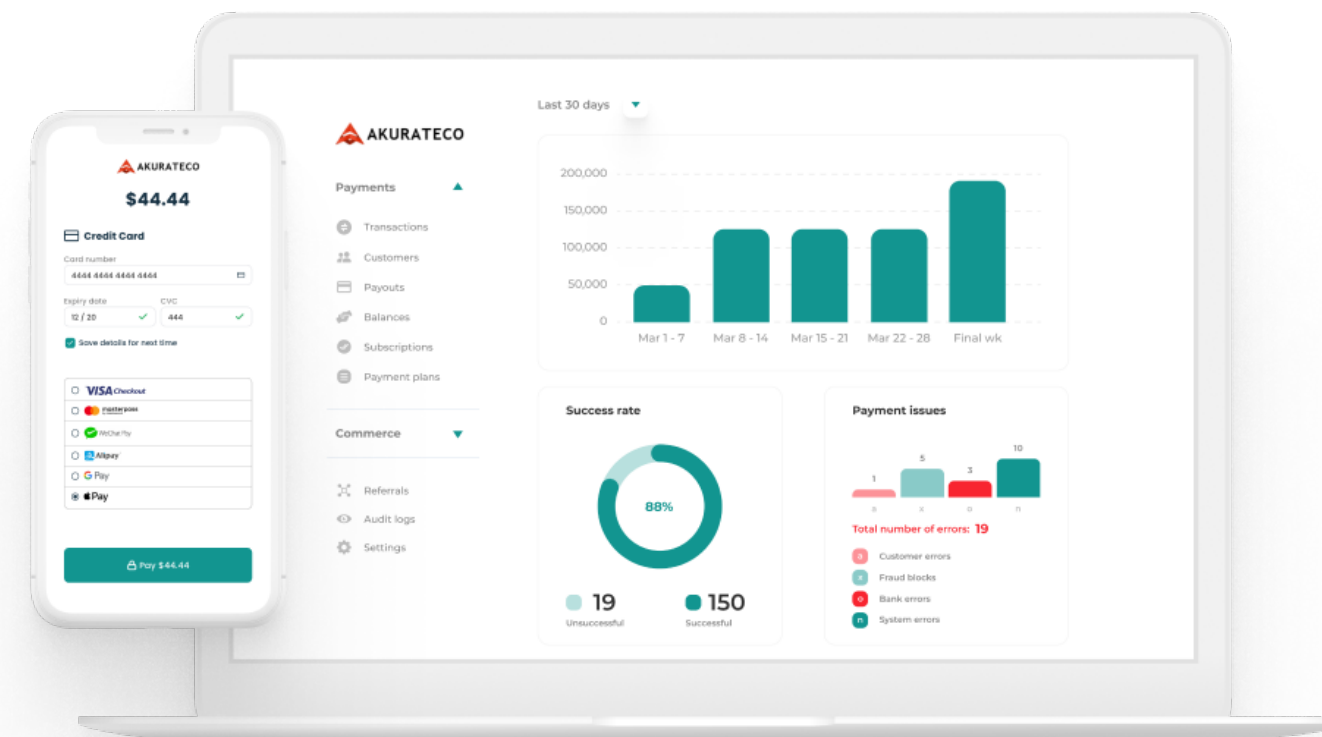 AKURATECO
$44.44
Credit Card
Card number
4444 4444 4444 4444
Expiry date CVC
12 / 20 444
Save details for next time
VISA Checkout
masterpass
WeChat Pay
Alipay
G Pay
Pay
Pay $44.44
AKURATECO
Payments
Transactions
Customers
Payouts
Balances
Subscriptions
Payment plans
Commerce
Referrals
Audit logs
Settings
Last 30 days
200,000
150,000
100,000
50,000
0
Mar 1 - 7 Mar 8 - 14 Mar 15 - 21 Mar 22 - 28 Final wk
Success rate
88%
19 150
Unsuccessful Successful
Payment issues
1 5 3 10
a x o n
Total number of errors: 19
a Customer errors
x Fraud blocks
o Bank errors
n System errors